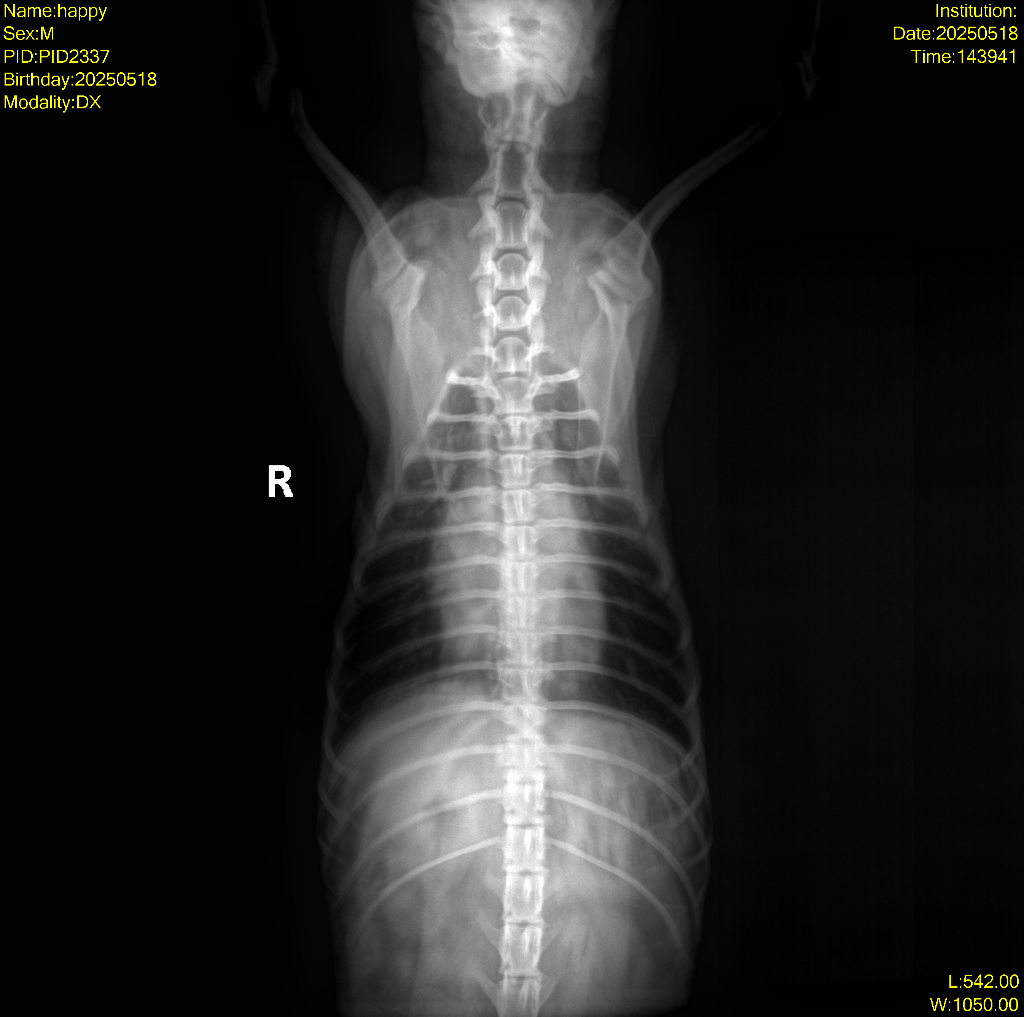 Name:happy
Sex:M
PID:PID2337
Birthday:20250518
Modality:DX
Institution:
Date:20250518
Time:143941
R
L:542.00
W:1050.00